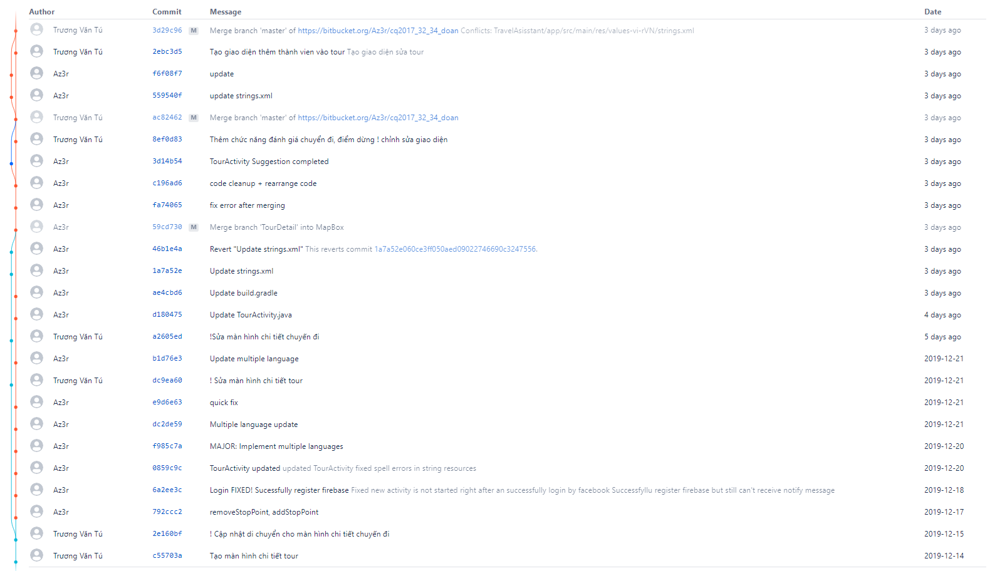 Author Commit Message Date
Trương Văn Tú 3d29c96 M Merge branch 'master' of https://bitbucket.org/Az3r/cq2017_32_34_doan Conflicts: TravelAsisstant/app/src/main/res/values-vi-rVN/strings.xml 3 days ago
Trương Văn Tú 2ebc3d5 Tạo giao diện thêm thành vien vào tour Tạo giao diện sửa tour 3 days ago
Az3r f6f08f7 update 3 days ago
Az3r 559540f update strings.xml 3 days ago
Trương Văn Tú ac82462 M Merge branch 'master' of https://bitbucket.org/Az3r/cq2017_32_34_doan 3 days ago
Trương Văn Tú 8ef0d83 Thêm chức năng đánh giá chuyển đi, điểm dừng ! chỉnh sửa giao diện 3 days ago
Az3r 3d14b54 TourActivity Suggestion completed 3 days ago
Az3r c196ad6 code cleanup + rearrange code 3 days ago
Az3r fa74065 fix error after merging 3 days ago
Az3r 59cd730 M Merge branch 'TourDetail' into MapBox 3 days ago
Az3r 46b1e4a Revert "Update strings.xml" This reverts commit 1a7a52e060ce3ff050aed09022746690c3247556. 3 days ago
Az3r 1a7a52e Update strings.xml 3 days ago
Az3r ae4cbd6 Update build.gradle 3 days ago
Az3r d180475 Update TourActivity.java 4 days ago
Trương Văn Tú a2605ed !Sửa màn hình chi tiết chuyến đi 5 days ago
Az3r b1d76e3 Update multiple language 2019-12-21
Trương Văn Tú dc9ea60 ! Sửa màn hình chi tiết tour 2019-12-21
Az3r e9d6e63 quick fix 2019-12-21
Az3r dc2de59 Multiple language update 2019-12-21
Az3r f985c7a MAJOR: Implement multiple languages 2019-12-20
Az3r 0859c9c TourActivity updated updated TourActivity fixed spell errors in string resources 2019-12-20
Az3r 6a2ee3c Login FIXED! Sucessfully register firebase Fixed new activity is not started right after an successfully login by facebook Successfyllu register firebase but still can't receive notify message 2019-12-18
Az3r 792ccc2 removeStopPoint, addStopPoint 2019-12-17
Trương Văn Tú 2e160bf ! Cập nhật di chuyển cho màn hình chi tiết chuyến đi 2019-12-15
Trương Văn Tú c55703a Tạo màn hình chi tiết tour 2019-12-14